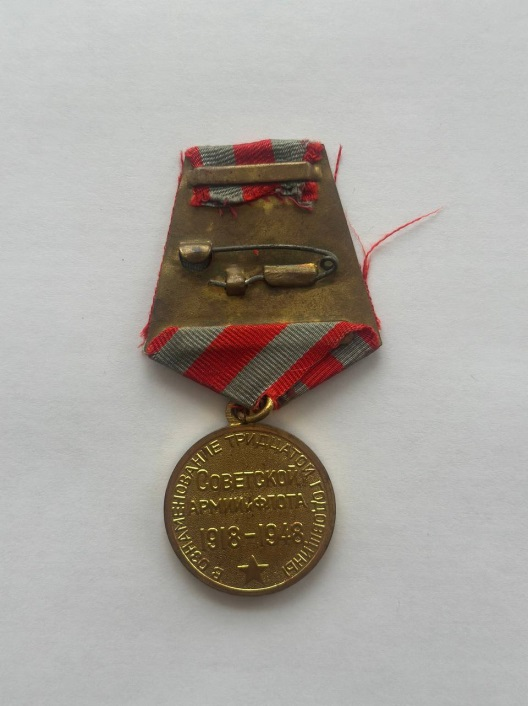 В ОЗНАМЕНОВАНИЕ ТРИДЦАТОЙ ГОДОВЩИНЫ
СОВЕТСКОЙ
АРМИИ и ФЛОТА
1918-1948